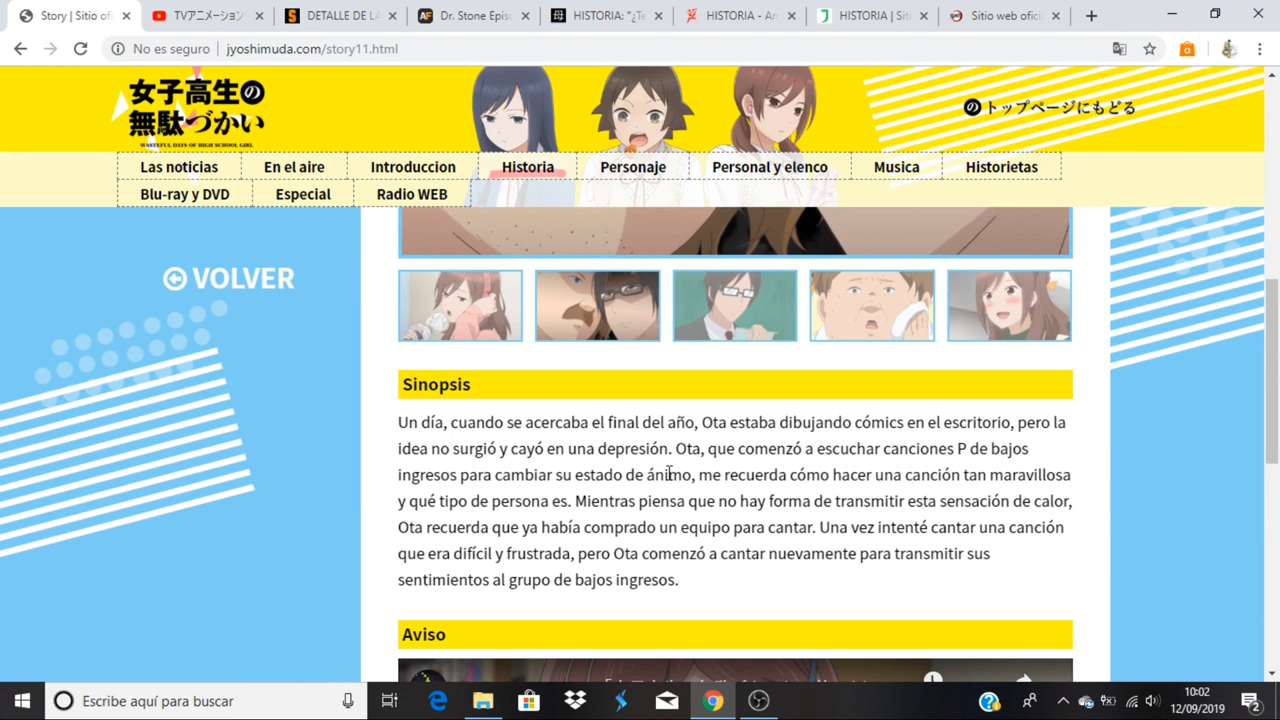 Story | Sitio ofi
TVアニメーション
DETALLE DE LA
Dr. Stone Episo
HISTORIA: "¿Te
HISTORIA - An
HISTORIA | Sit
Sitio web ofici
No es seguro | jyoshimuda.com/story11.html
女子高生の
無駄づかい
WASTEFUL DAYS OF HIGH SCHOOL GIRL
の トップページにもどる
Las noticias
En el aire
Introduccion
Historia
Personaje
Personal y elenco
Musica
Historietas
Blu-ray y DVD
Especial
Radio WEB
VOLVER
Sinopsis
Un día, cuando se acercaba el final del año, Ota estaba dibujando cómics en el escritorio, pero la
idea no surgió y cayó en una depresión. Ota, que comenzó a escuchar canciones P de bajos
ingresos para cambiar su estado de ánimo, me recuerda cómo hacer una canción tan maravillosa
y qué tipo de persona es. Mientras piensa que no hay forma de transmitir esta sensación de calor,
Ota recuerda que ya había comprado un equipo para cantar. Una vez intenté cantar una canción
que era difícil y frustrada, pero Ota comenzó a cantar nuevamente para transmitir sus
sentimientos al grupo de bajos ingresos.
Aviso
Escribe aquí para buscar
10:02
12/09/2019
2